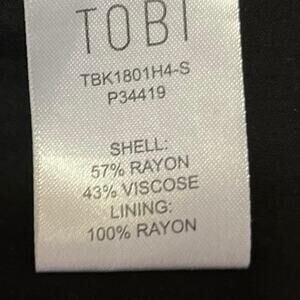 TOBI
TBK1801H4-S
P34419
SHELL:
57% RAYON
43% VISCOSE
LINING:
100% RAYON